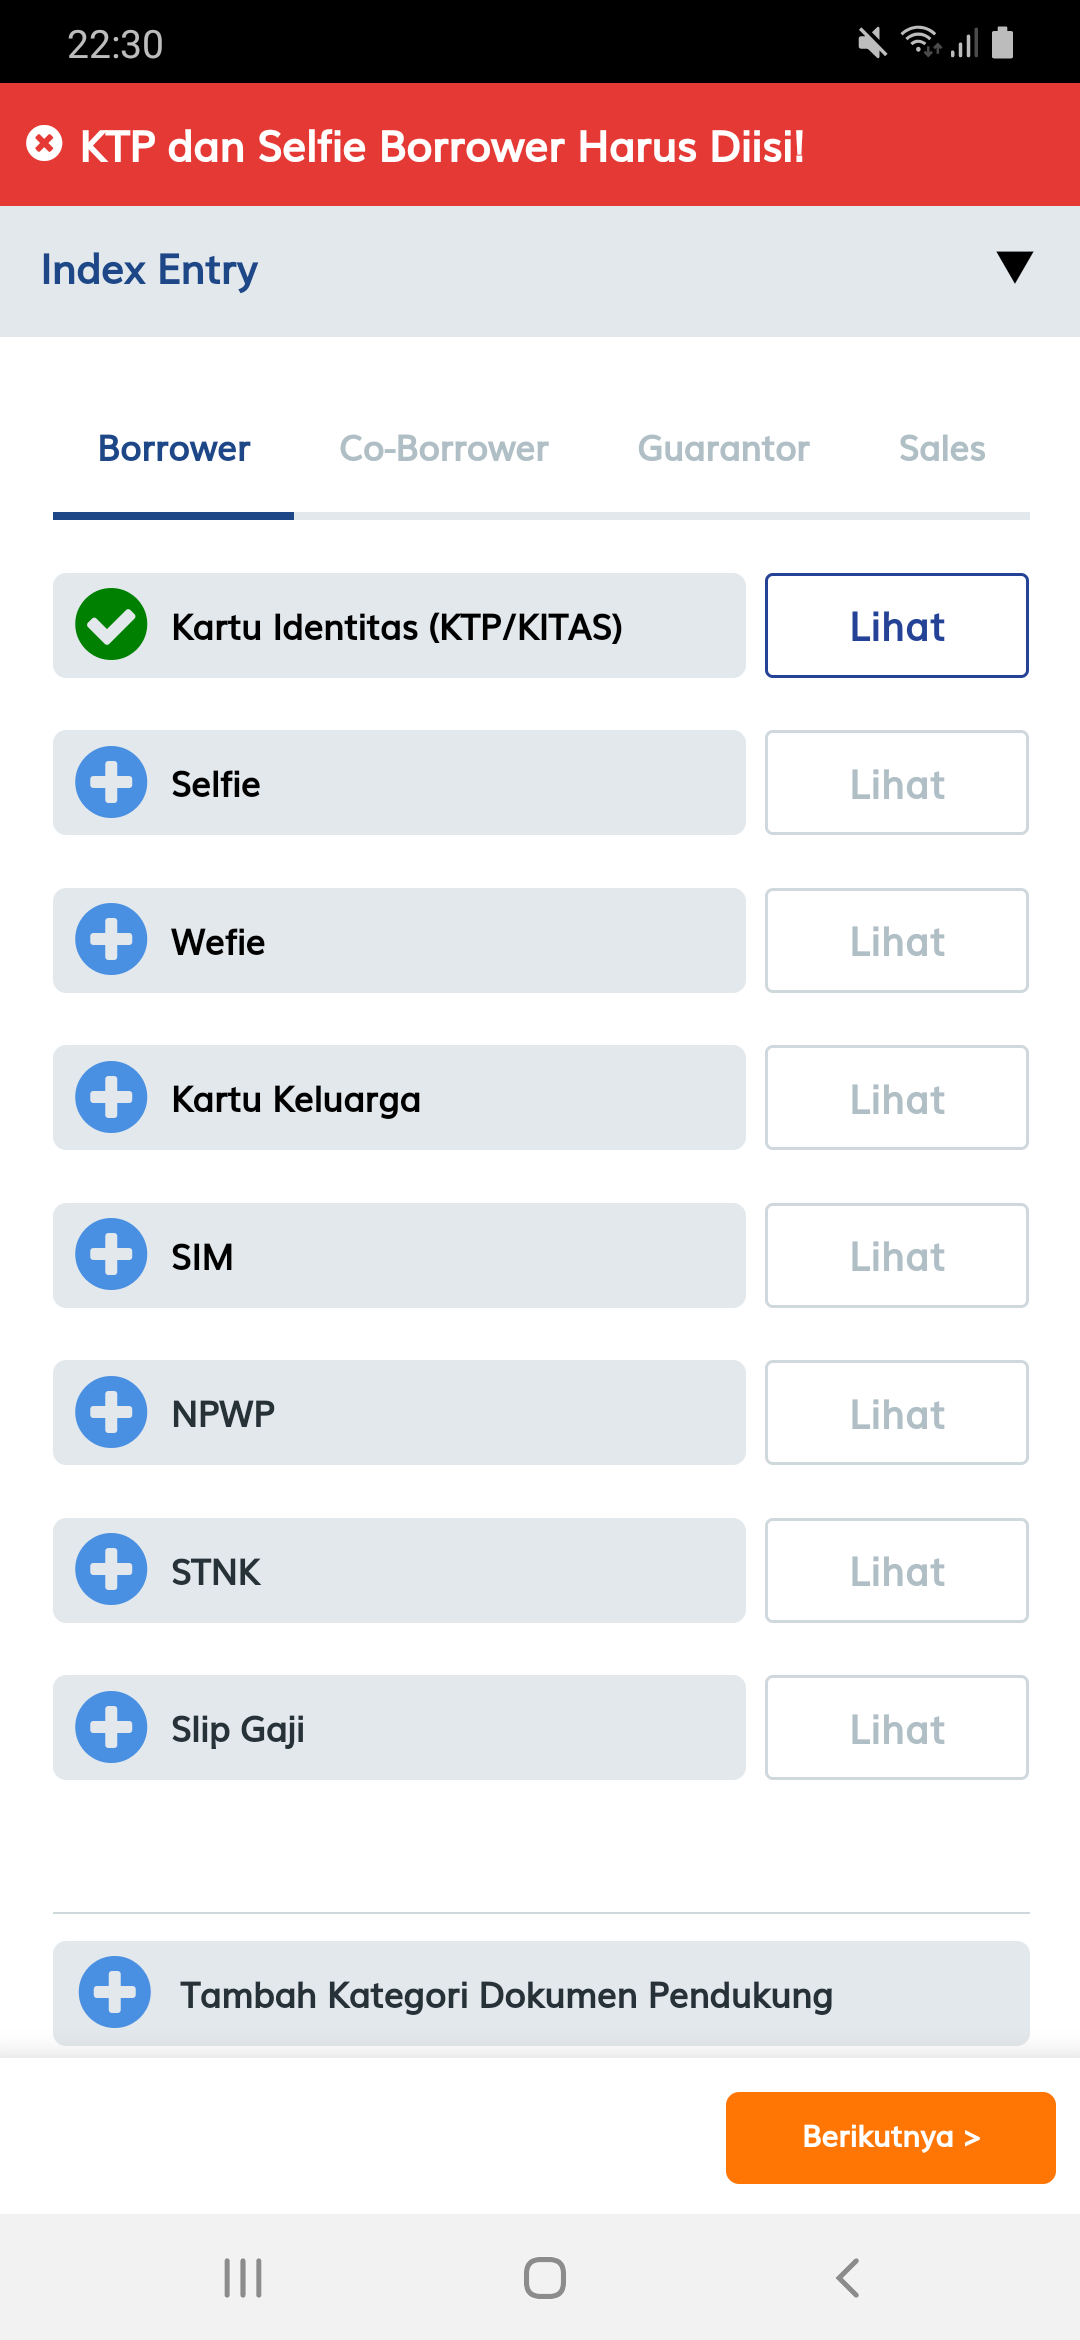 22:30
KTP dan Selfie Borrower Harus Diisi!
Index Entry
Borrower Co-Borrower Guarantor Sales
Kartu Identitas (KTP/KITAS) Lihat
Selfie Lihat
Wefie Lihat
Kartu Keluarga Lihat
SIM Lihat
NPWP Lihat
STNK Lihat
Slip Gaji Lihat
Tambah Kategori Dokumen Pendukung
Berikutnya >